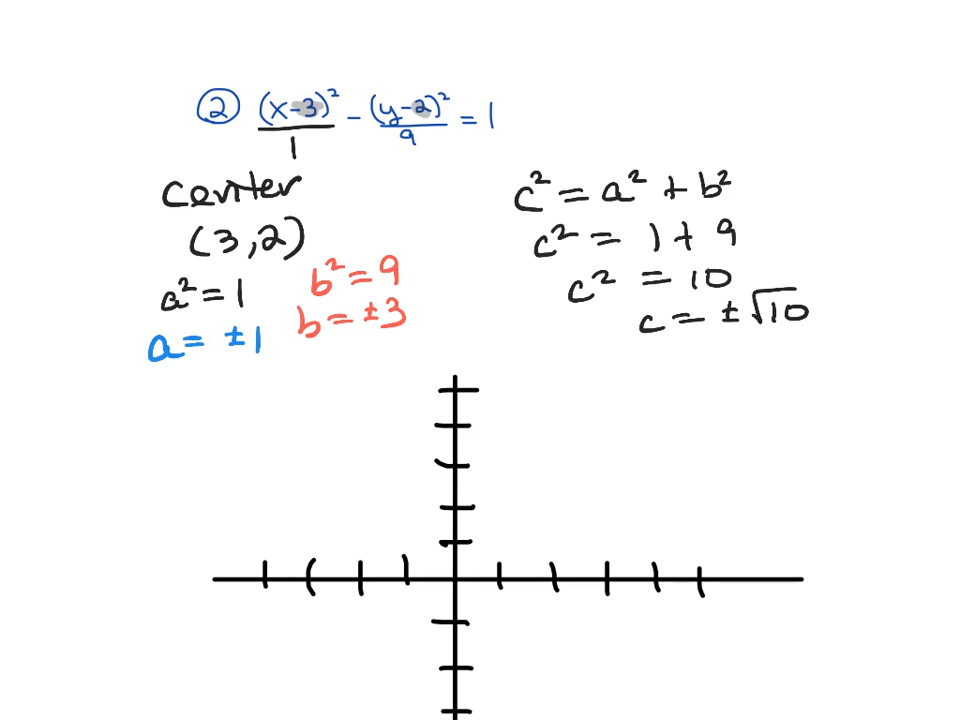 ② (x-3)²/1 - (y-2)²/9 = 1
center
(3,2)
a² = 1
a = ±1
b² = 9
b = ±3
c² = a² + b²
c² = 1 + 9
c² = 10
c = ±√10